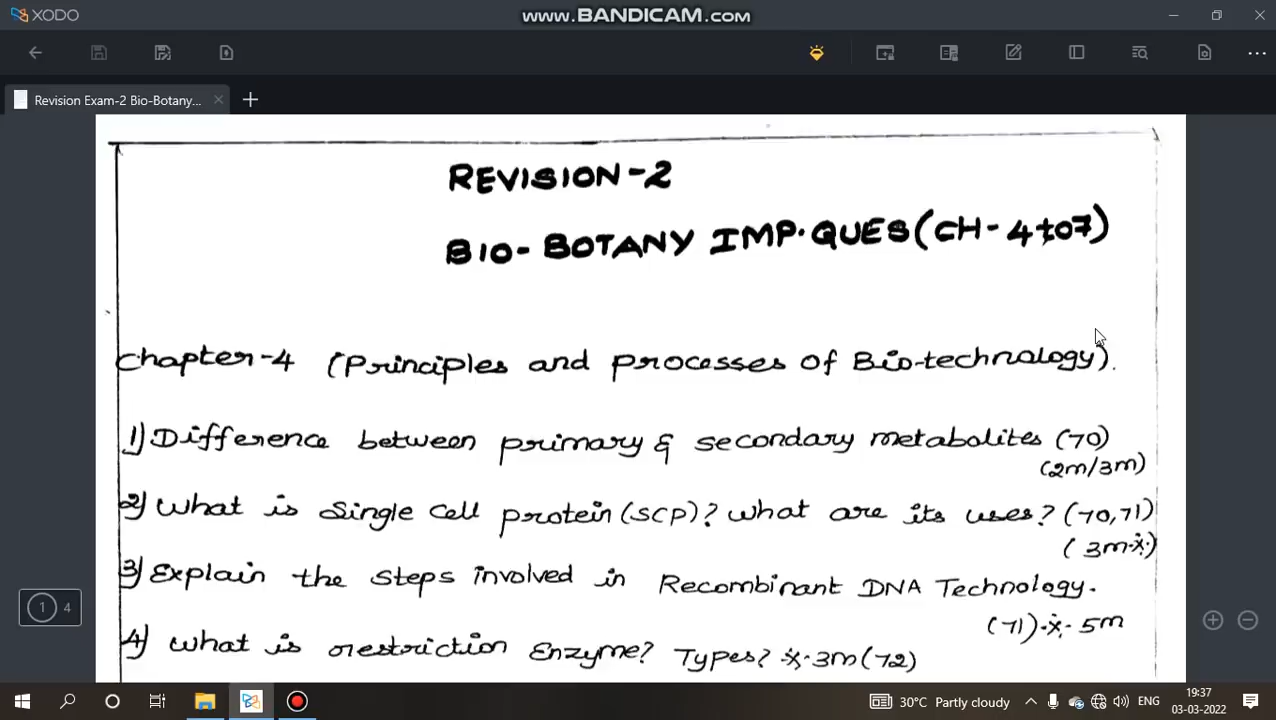 XODO
www.BANDICAM.com
Revision Exam-2 Bio-Botany...
REVISION-2
BIO-BOTANY IMP. QUES (CH-4 to 7)
Chapter-4 (Principles and processes of Bio-technology).
1) Difference between primary & secondary metabolites (70)
(2m/3m)
2) What is Single cell protein (SCP)? What are its uses? (70,71)
(3m ※)
3) Explain the steps involved in Recombinant DNA Technology.
(71) ※ 5m
4) What is restriction Enzyme? Types? ※ 3m (72)
1 4
30°C Partly cloudy
ENG
19:37
03-03-2022